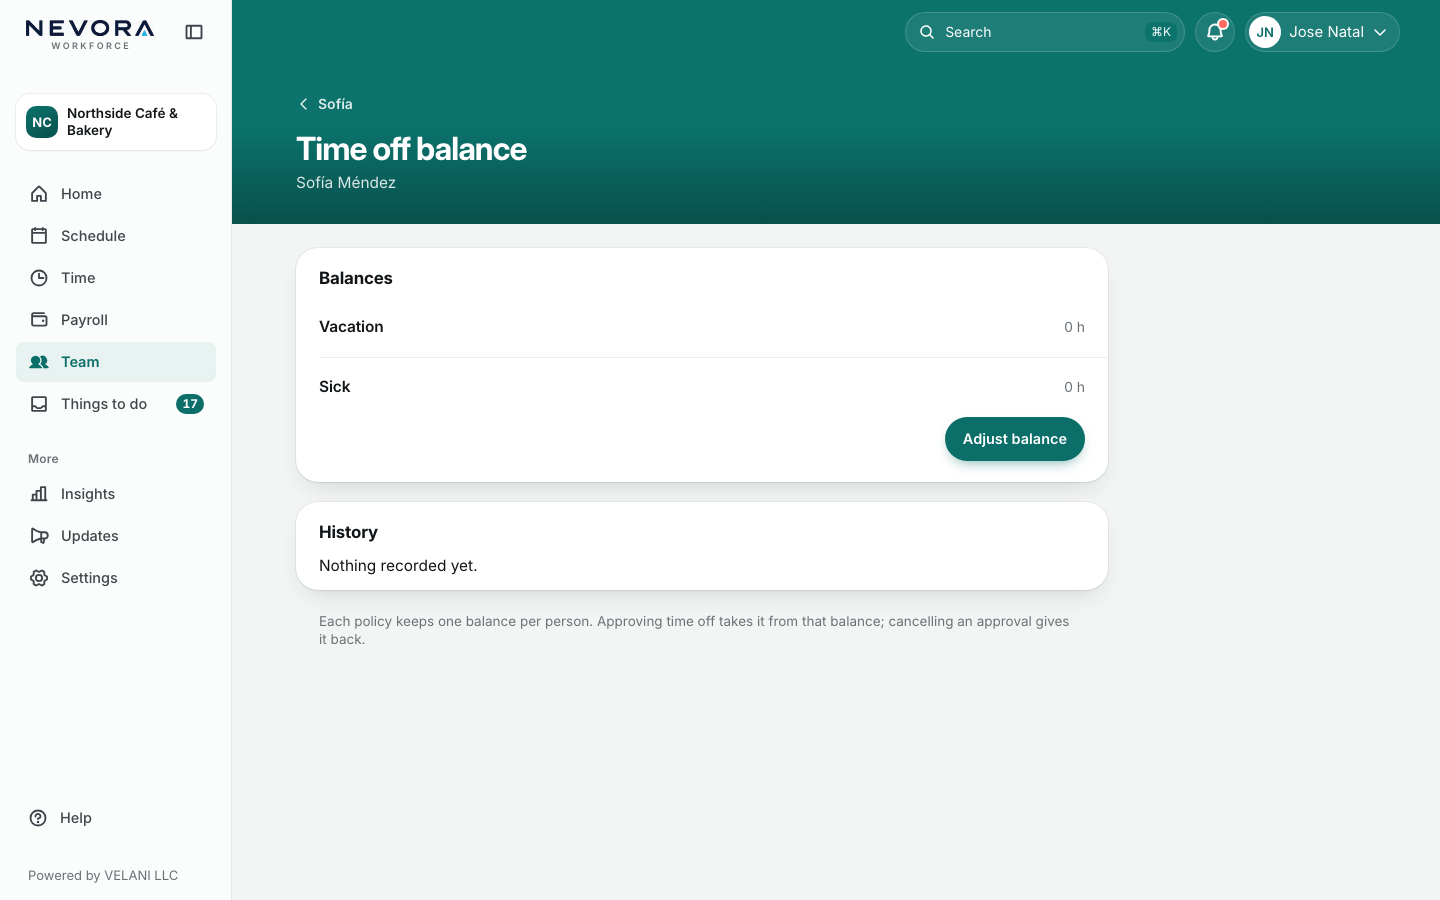 NEVORA
WORKFORCE
Search
⌘K
JN
Jose Natal
NC
Northside Café &
Bakery
Home
Schedule
Time
Payroll
Team
Things to do
17
More
Insights
Updates
Settings
Help
Powered by VELANI LLC
Sofía
Time off balance
Sofía Méndez
Balances
Vacation
0 h
Sick
0 h
Adjust balance
History
Nothing recorded yet.
Each policy keeps one balance per person. Approving time off takes it from that balance; cancelling an approval gives
it back.